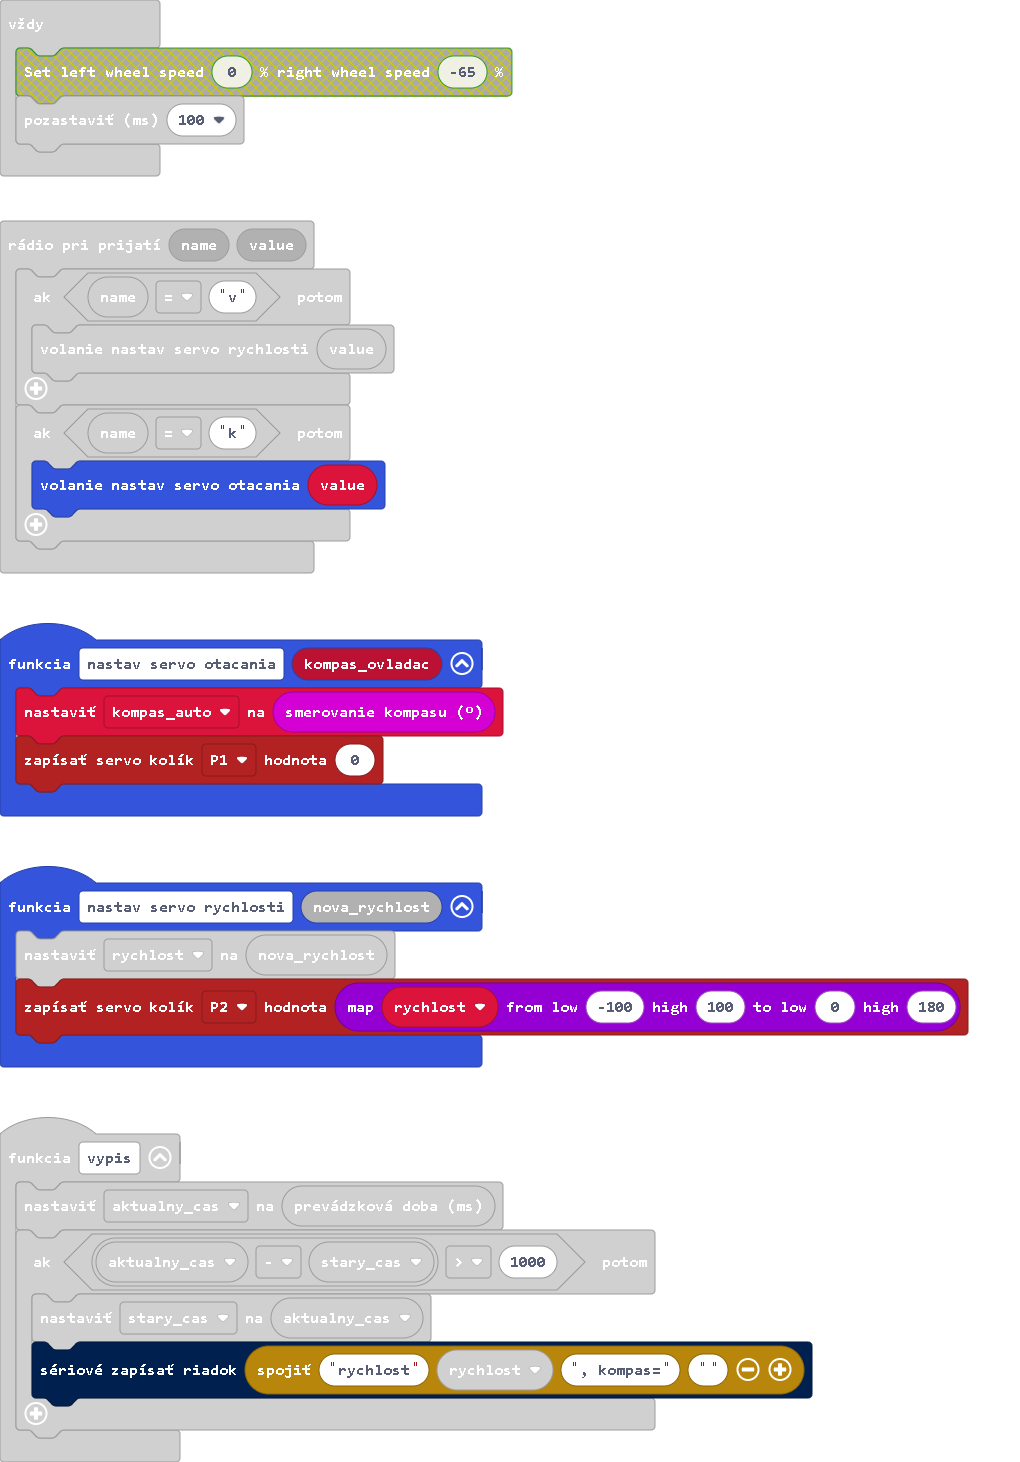 vždy
Set left wheel speed 0 % right wheel speed -65 %
pozastaviť (ms) 100
rádio pri prijatí name value
ak name = "v" potom
volanie nastav servo rychlosti value
ak name = "k" potom
volanie nastav servo otacania value
funkcia nastav servo otacania kompas_ovladac
nastaviť kompas_auto na smerovanie kompasu (º)
zapísať servo kolík P1 hodnota 0
funkcia nastav servo rychlosti nova_rychlost
nastaviť rychlost na nova_rychlost
zapísať servo kolík P2 hodnota map rychlost from low -100 high 100 to low 0 high 180
funkcia vypis
nastaviť aktualny_cas na prevádzková doba (ms)
ak aktualny_cas - stary_cas > 1000 potom
nastaviť stary_cas na aktualny_cas
sériové zapísať riadok spojiť "rychlost" rychlost ", kompas=" ""